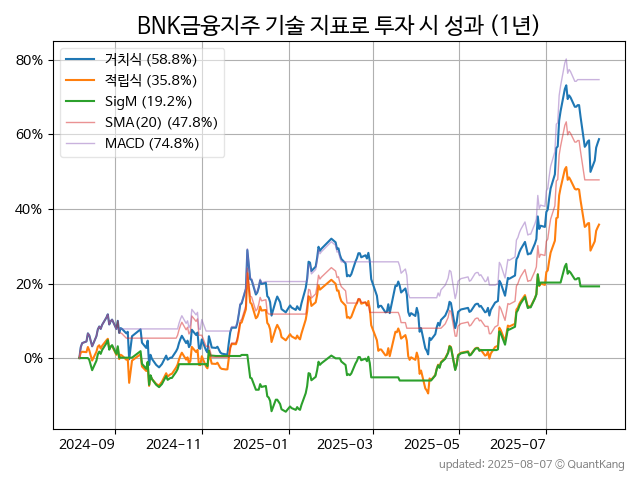 BNK금융지주 기술 지표로 투자 시 성과 (1년)
거치식 (58.8%)
적립식 (35.8%)
SigM (19.2%)
SMA(20) (47.8%)
MACD (74.8%)
80%
60%
40%
20%
0%
2024-09 2024-11 2025-01 2025-03 2025-05 2025-07
updated: 2025-08-07 © QuantKang